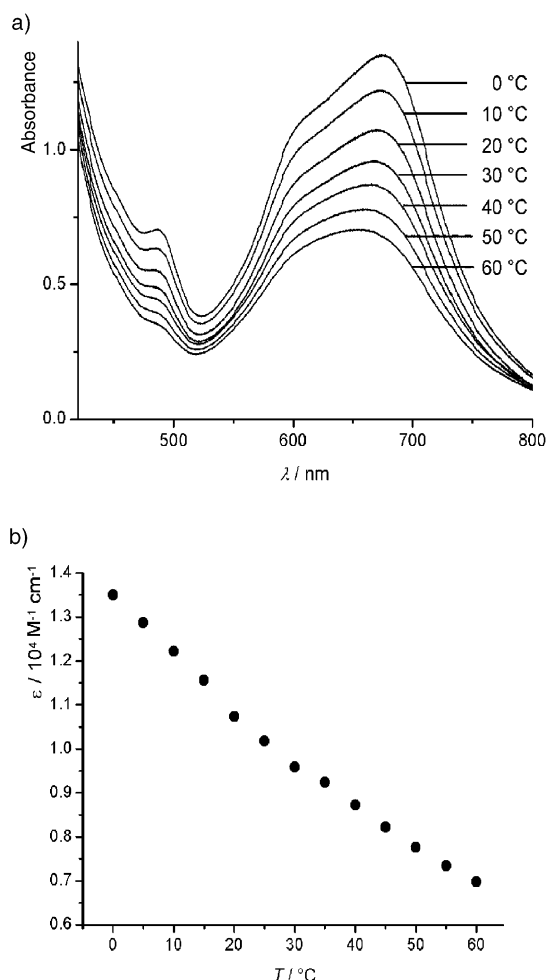 a)
Absorbance
1.0
0.5
0.0
0 °C
10 °C
20 °C
30 °C
40 °C
50 °C
60 °C
500 600 700 800
λ / nm
b)
ε / 10⁴ M⁻¹ cm⁻¹
1.4
1.3
1.2
1.1
1.0
0.9
0.8
0.7
0.6
0 10 20 30 40 50 60
T / °C